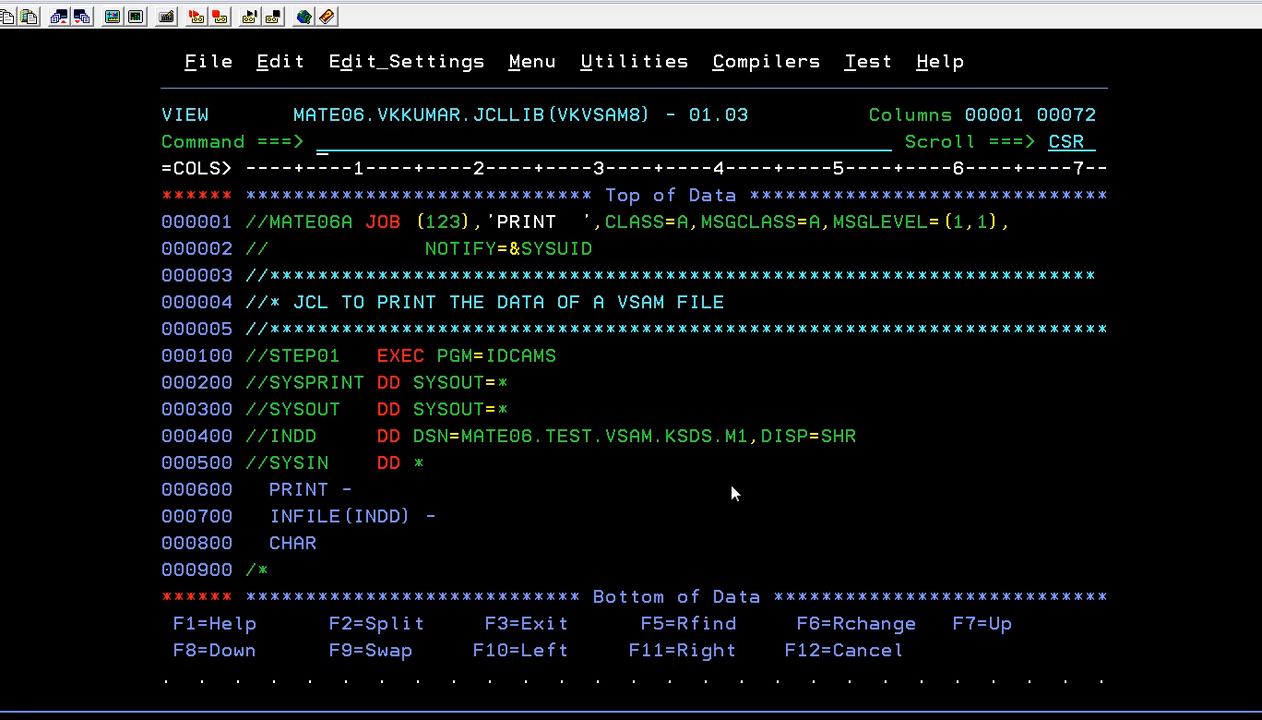 File  Edit  Edit_Settings  Menu  Utilities  Compilers  Test  Help
VIEW       MATE06.VKKUMAR.JCLLIB(VKVSAM8) - 01.03          Columns 00001 00072
Command ===>                                                  Scroll ===> CSR
=COLS> ----+----1----+----2----+----3----+----4----+----5----+----6----+----7--
****** ***************************** Top of Data ******************************
000001 //MATE06A JOB (123),'PRINT  ',CLASS=A,MSGCLASS=A,MSGLEVEL=(1,1),
000002 //             NOTIFY=&SYSUID
000003 //*********************************************************************
000004 //* JCL TO PRINT THE DATA OF A VSAM FILE
000005 //**********************************************************************
000100 //STEP01   EXEC PGM=IDCAMS
000200 //SYSPRINT DD SYSOUT=*
000300 //SYSOUT   DD SYSOUT=*
000400 //INDD     DD DSN=MATE06.TEST.VSAM.KSDS.M1,DISP=SHR
000500 //SYSIN    DD *
000600   PRINT -
000700   INFILE(INDD) -
000800   CHAR
000900 /*
****** **************************** Bottom of Data ****************************
F1=Help      F2=Split     F3=Exit      F5=Rfind     F6=Rchange   F7=Up
F8=Down      F9=Swap     F10=Left     F11=Right    F12=Cancel
. . . . . . . . . . . . . . . . . . . . . . . . . . .